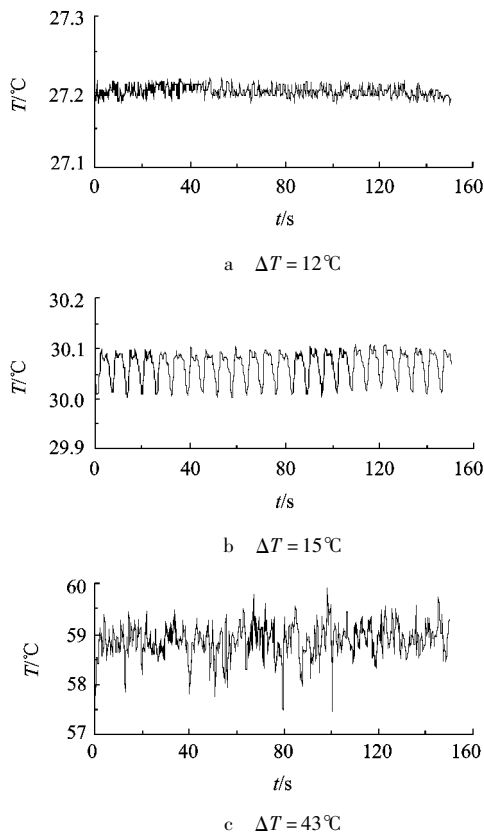 27.3
27.2
27.1
T/℃
0 40 80 120 160
t/s
a ΔT = 12℃
30.2
30.1
30.0
29.9
T/℃
0 40 80 120 160
t/s
b ΔT = 15℃
60
59
58
57
T/℃
0 40 80 120 160
t/s
c ΔT = 43℃